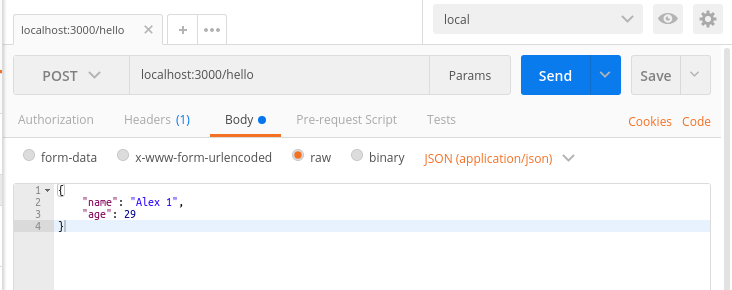 localhost:3000/hello
local
POST localhost:3000/hello Params Send Save
Authorization Headers (1) Body Pre-request Script Tests Cookies Code
form-data x-www-form-urlencoded raw binary JSON (application/json)
1 {
2 "name": "Alex 1",
3 "age": 29
4 }